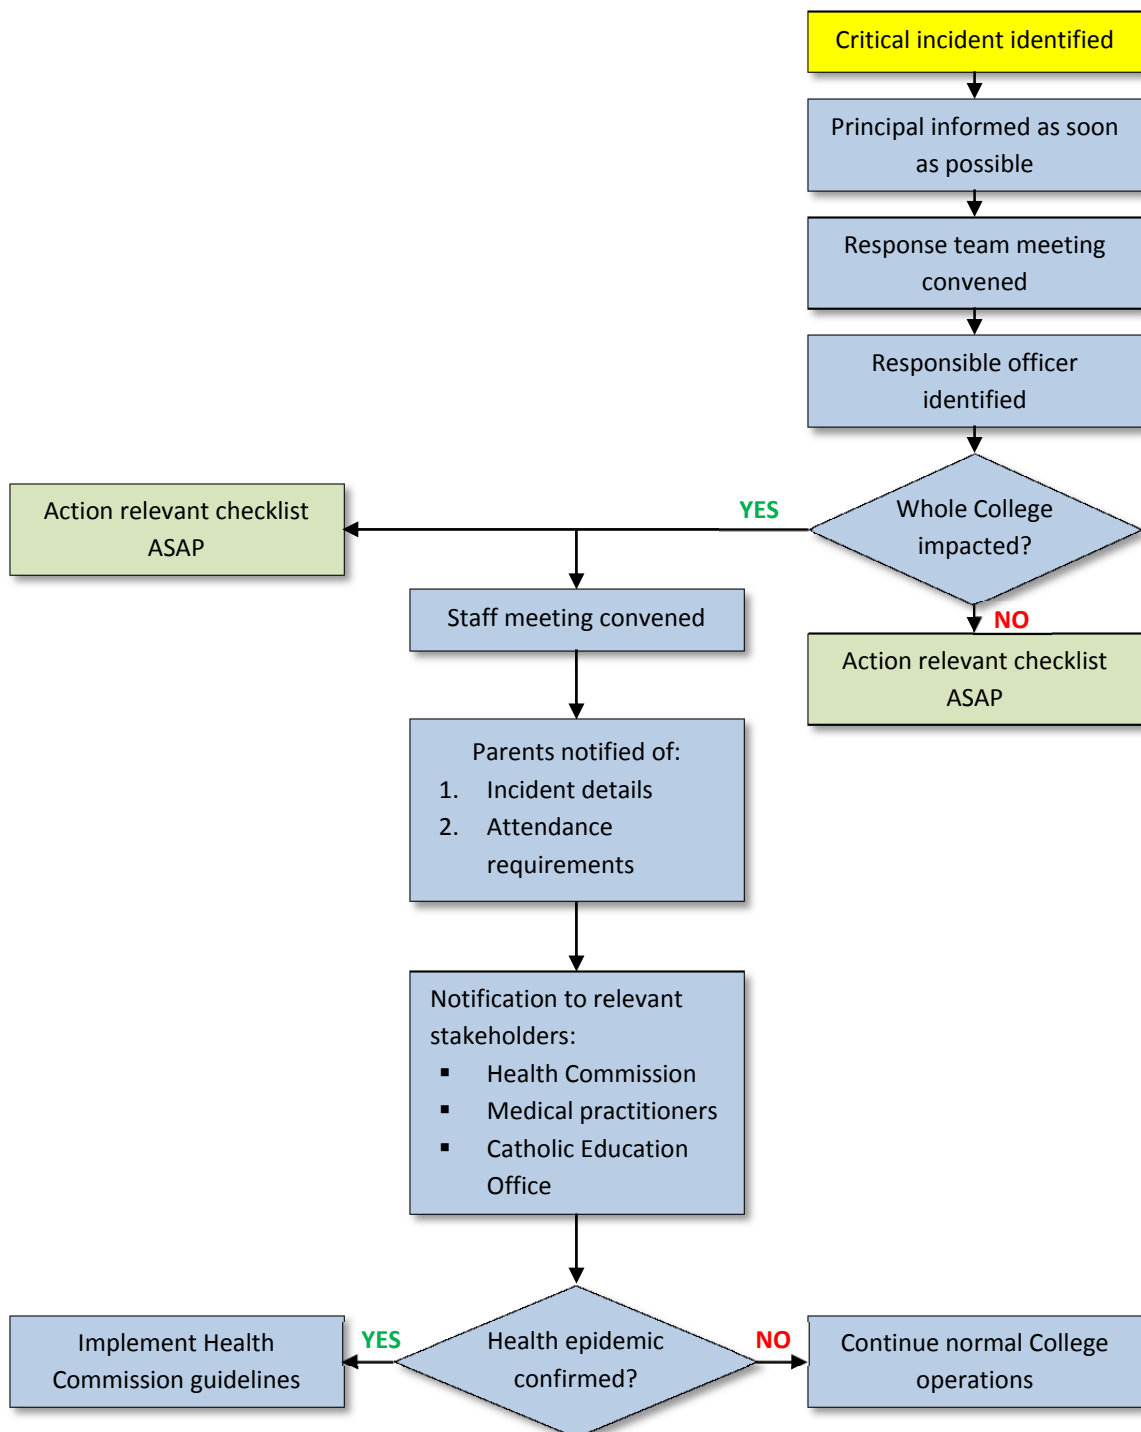 Critical incident identified
Principal informed as soon
as possible
Response team meeting
convened
Responsible officer
identified
Whole College
impacted?
YES
NO
Action relevant checklist
ASAP
Action relevant checklist
ASAP
Staff meeting convened
Parents notified of:
1. Incident details
2. Attendance
requirements
Notification to relevant
stakeholders:
▪ Health Commission
▪ Medical practitioners
▪ Catholic Education
Office
Health epidemic
confirmed?
YES
NO
Implement Health
Commission guidelines
Continue normal College
operations